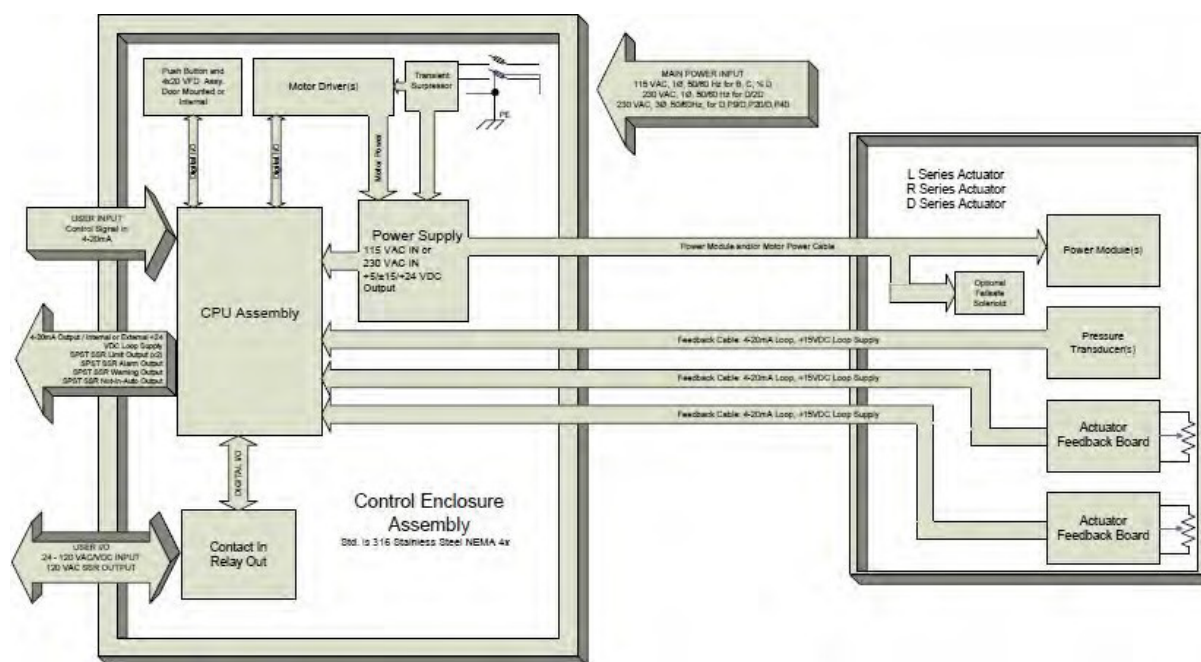 Push Button and
4x20 VFD Assy.
Door Mounted or
Internal
Motor Driver(s)
Transient
Surpressor
PE
MAIN POWER INPUT
115 VAC, 1Ø, 50/60 Hz for B, C, ½ D
230 VAC, 1Ø, 50/60 Hz for D/2D
230 VAC, 3Ø, 50/60Hz, for D,P9/D,P20/D,P40
Digital I/O
Digital I/O
Motor Power
USER INPUT
Control Signal In
4-20mA
Power Supply
115 VAC IN or
230 VAC IN
+5/±15/+24 VDC
Output
CPU Assembly
4-20mA Output / Internal or External +24
VDC Loop Supply
SPST SSR Limit Output (x2)
SPST SSR Alarm Output
SPST SSR Warning Output
SPST SSR Not-In-Auto Output
DIGITAL I/O
USER I/O
24 - 120 VAC/VDC INPUT
120 VAC SSR OUTPUT
Contact In
Relay Out
Control Enclosure
Assembly
Std. is 316 Stainless Steel NEMA 4x
Power Module and/or Motor Power Cable
Feedback Cable: 4-20mA Loop, +15VDC Loop Supply
Feedback Cable: 4-20mA Loop, +15VDC Loop Supply
Feedback Cable: 4-20mA Loop, +15VDC Loop Supply
L Series Actuator
R Series Actuator
D Series Actuator
Power Module(s)
Optional
Failsafe
Solenoid
Pressure
Transducer(s)
Actuator
Feedback Board
Actuator
Feedback Board